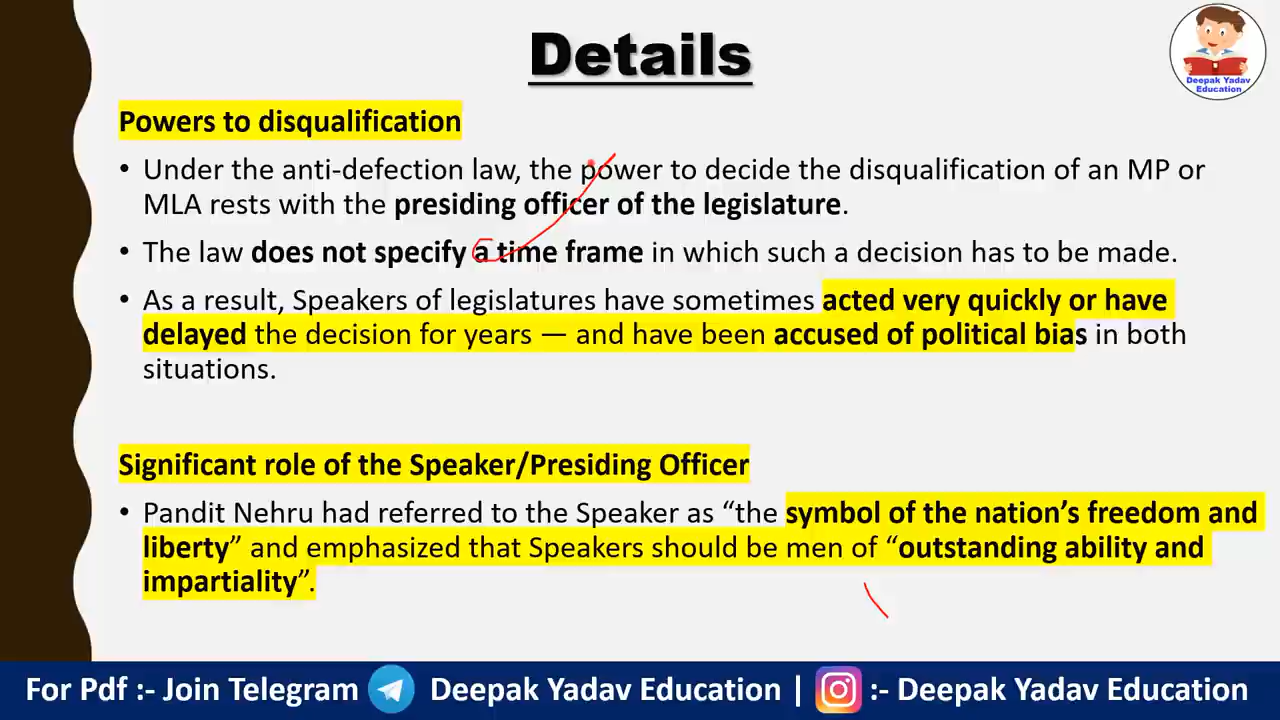 Details
Deepak Yadav
Education
Powers to disqualification
• Under the anti-defection law, the power to decide the disqualification of an MP or
MLA rests with the presiding officer of the legislature.
• The law does not specify a time frame in which such a decision has to be made.
• As a result, Speakers of legislatures have sometimes acted very quickly or have
delayed the decision for years — and have been accused of political bias in both
situations.
Significant role of the Speaker/Presiding Officer
• Pandit Nehru had referred to the Speaker as “the symbol of the nation’s freedom and
liberty” and emphasized that Speakers should be men of “outstanding ability and
impartiality”.
For Pdf :- Join Telegram Deepak Yadav Education | :- Deepak Yadav Education